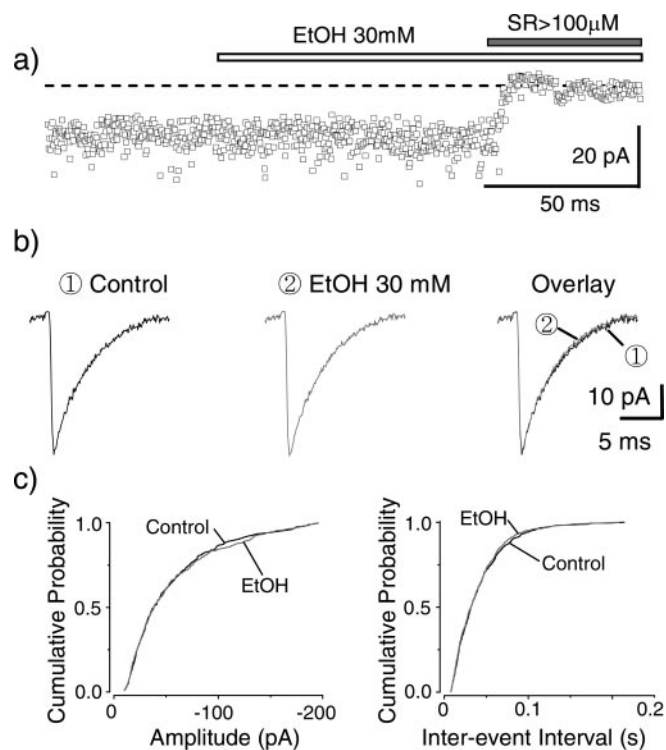 a)
EtOH 30mM
SR>100μM
20 pA
50 ms
b)
① Control
② EtOH 30 mM
Overlay
②
①
10 pA
5 ms
c)
Cumulative Probability
1.0
0.5
0.0
Control
EtOH
0
-100
-200
Amplitude (pA)
Cumulative Probability
1.0
0.5
0.0
EtOH
Control
0
0.1
0.2
Inter-event Interval (s)